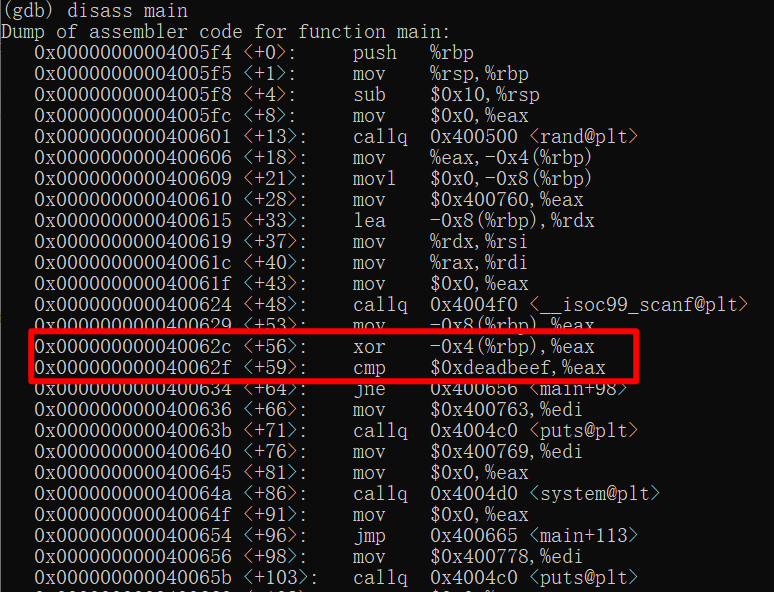 (gdb) disass main
Dump of assembler code for function main:
0x00000000004005f4 <+0>: push %rbp
0x00000000004005f5 <+1>: mov %rsp,%rbp
0x00000000004005f8 <+4>: sub $0x10,%rsp
0x00000000004005fc <+8>: mov $0x0,%eax
0x0000000000400601 <+13>: callq 0x400500 <rand@plt>
0x0000000000400606 <+18>: mov %eax,-0x4(%rbp)
0x0000000000400609 <+21>: movl $0x0,-0x8(%rbp)
0x0000000000400610 <+28>: mov $0x400760,%eax
0x0000000000400615 <+33>: lea -0x8(%rbp),%rdx
0x0000000000400619 <+37>: mov %rdx,%rsi
0x000000000040061c <+40>: mov %rax,%rdi
0x000000000040061f <+43>: mov $0x0,%eax
0x0000000000400624 <+48>: callq 0x4004f0 <__isoc99_scanf@plt>
0x0000000000400629 <+53>: mov -0x8(%rbp),%eax
0x000000000040062c <+56>: xor -0x4(%rbp),%eax
0x000000000040062f <+59>: cmp $0xdeadbeef,%eax
0x0000000000400634 <+64>: jne 0x400656 <main+98>
0x0000000000400636 <+66>: mov $0x400763,%edi
0x000000000040063b <+71>: callq 0x4004c0 <puts@plt>
0x0000000000400640 <+76>: mov $0x400769,%edi
0x0000000000400645 <+81>: mov $0x0,%eax
0x000000000040064a <+86>: callq 0x4004d0 <system@plt>
0x000000000040064f <+91>: mov $0x0,%eax
0x0000000000400654 <+96>: jmp 0x400665 <main+113>
0x0000000000400656 <+98>: mov $0x400778,%edi
0x000000000040065b <+103>: callq 0x4004c0 <puts@plt>